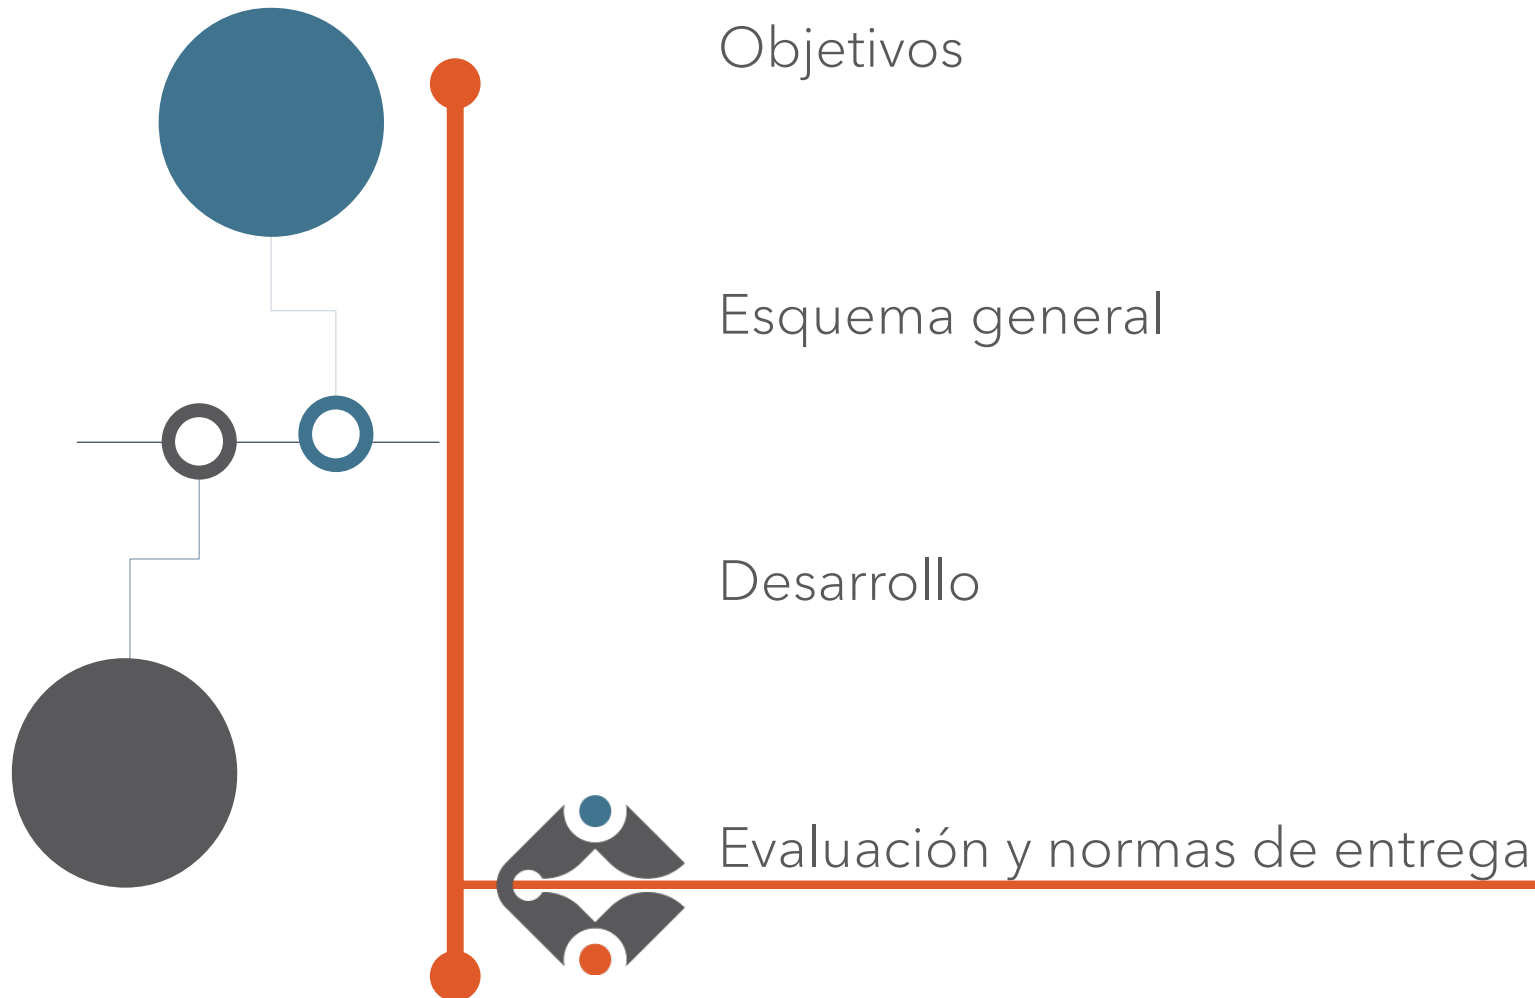 Objetivos
Esquema general
Desarrollo
Evaluación y normas de entrega